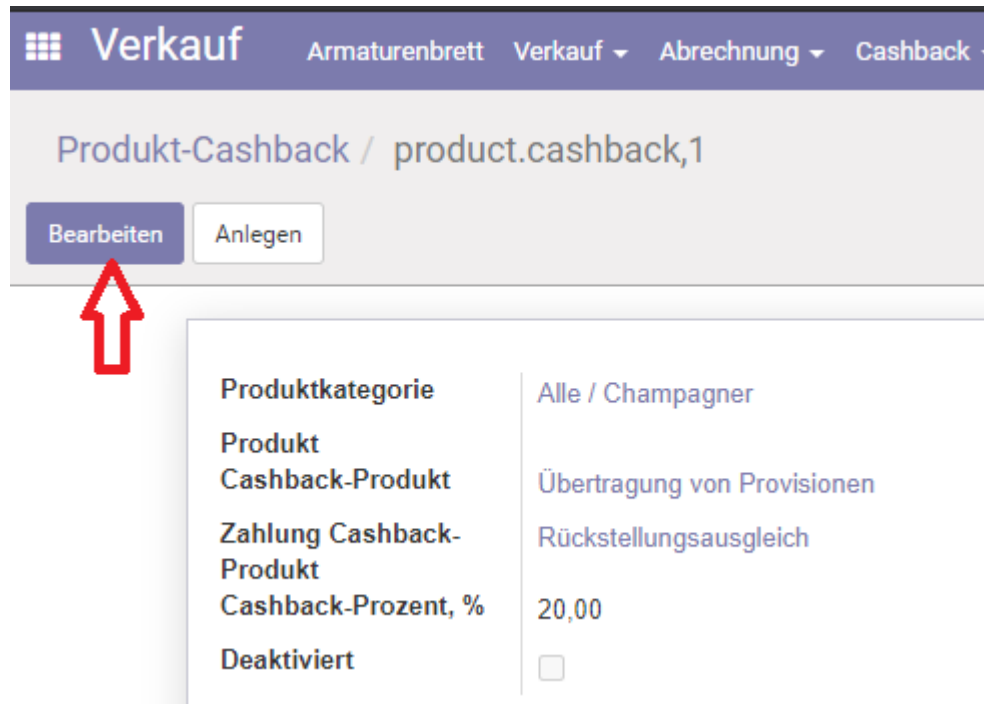 Verkauf Armaturenbrett Verkauf Abrechnung Cashback
Produkt-Cashback / product.cashback,1
Bearbeiten Anlegen
Produktkategorie Alle / Champagner
Produkt
Cashback-Produkt Übertragung von Provisionen
Zahlung Cashback- Rückstellungsausgleich
Produkt
Cashback-Prozent, % 20,00
Deaktiviert